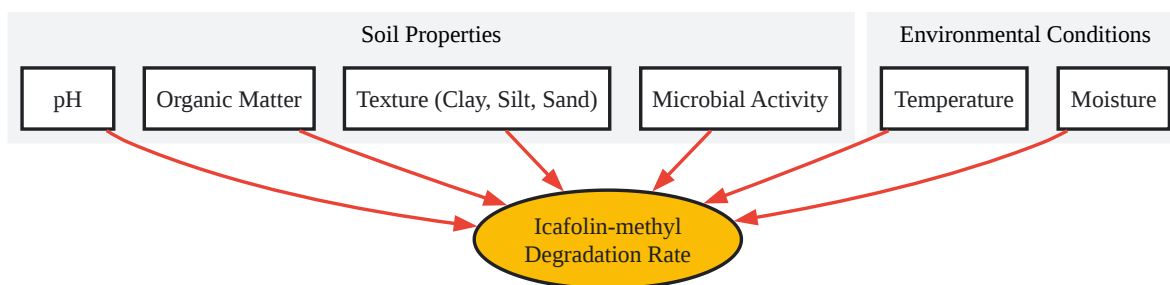 Soil Properties
Environmental Conditions
pH
Organic Matter
Texture (Clay, Silt, Sand)
Microbial Activity
Temperature
Moisture
Icafolin-methyl
Degradation Rate